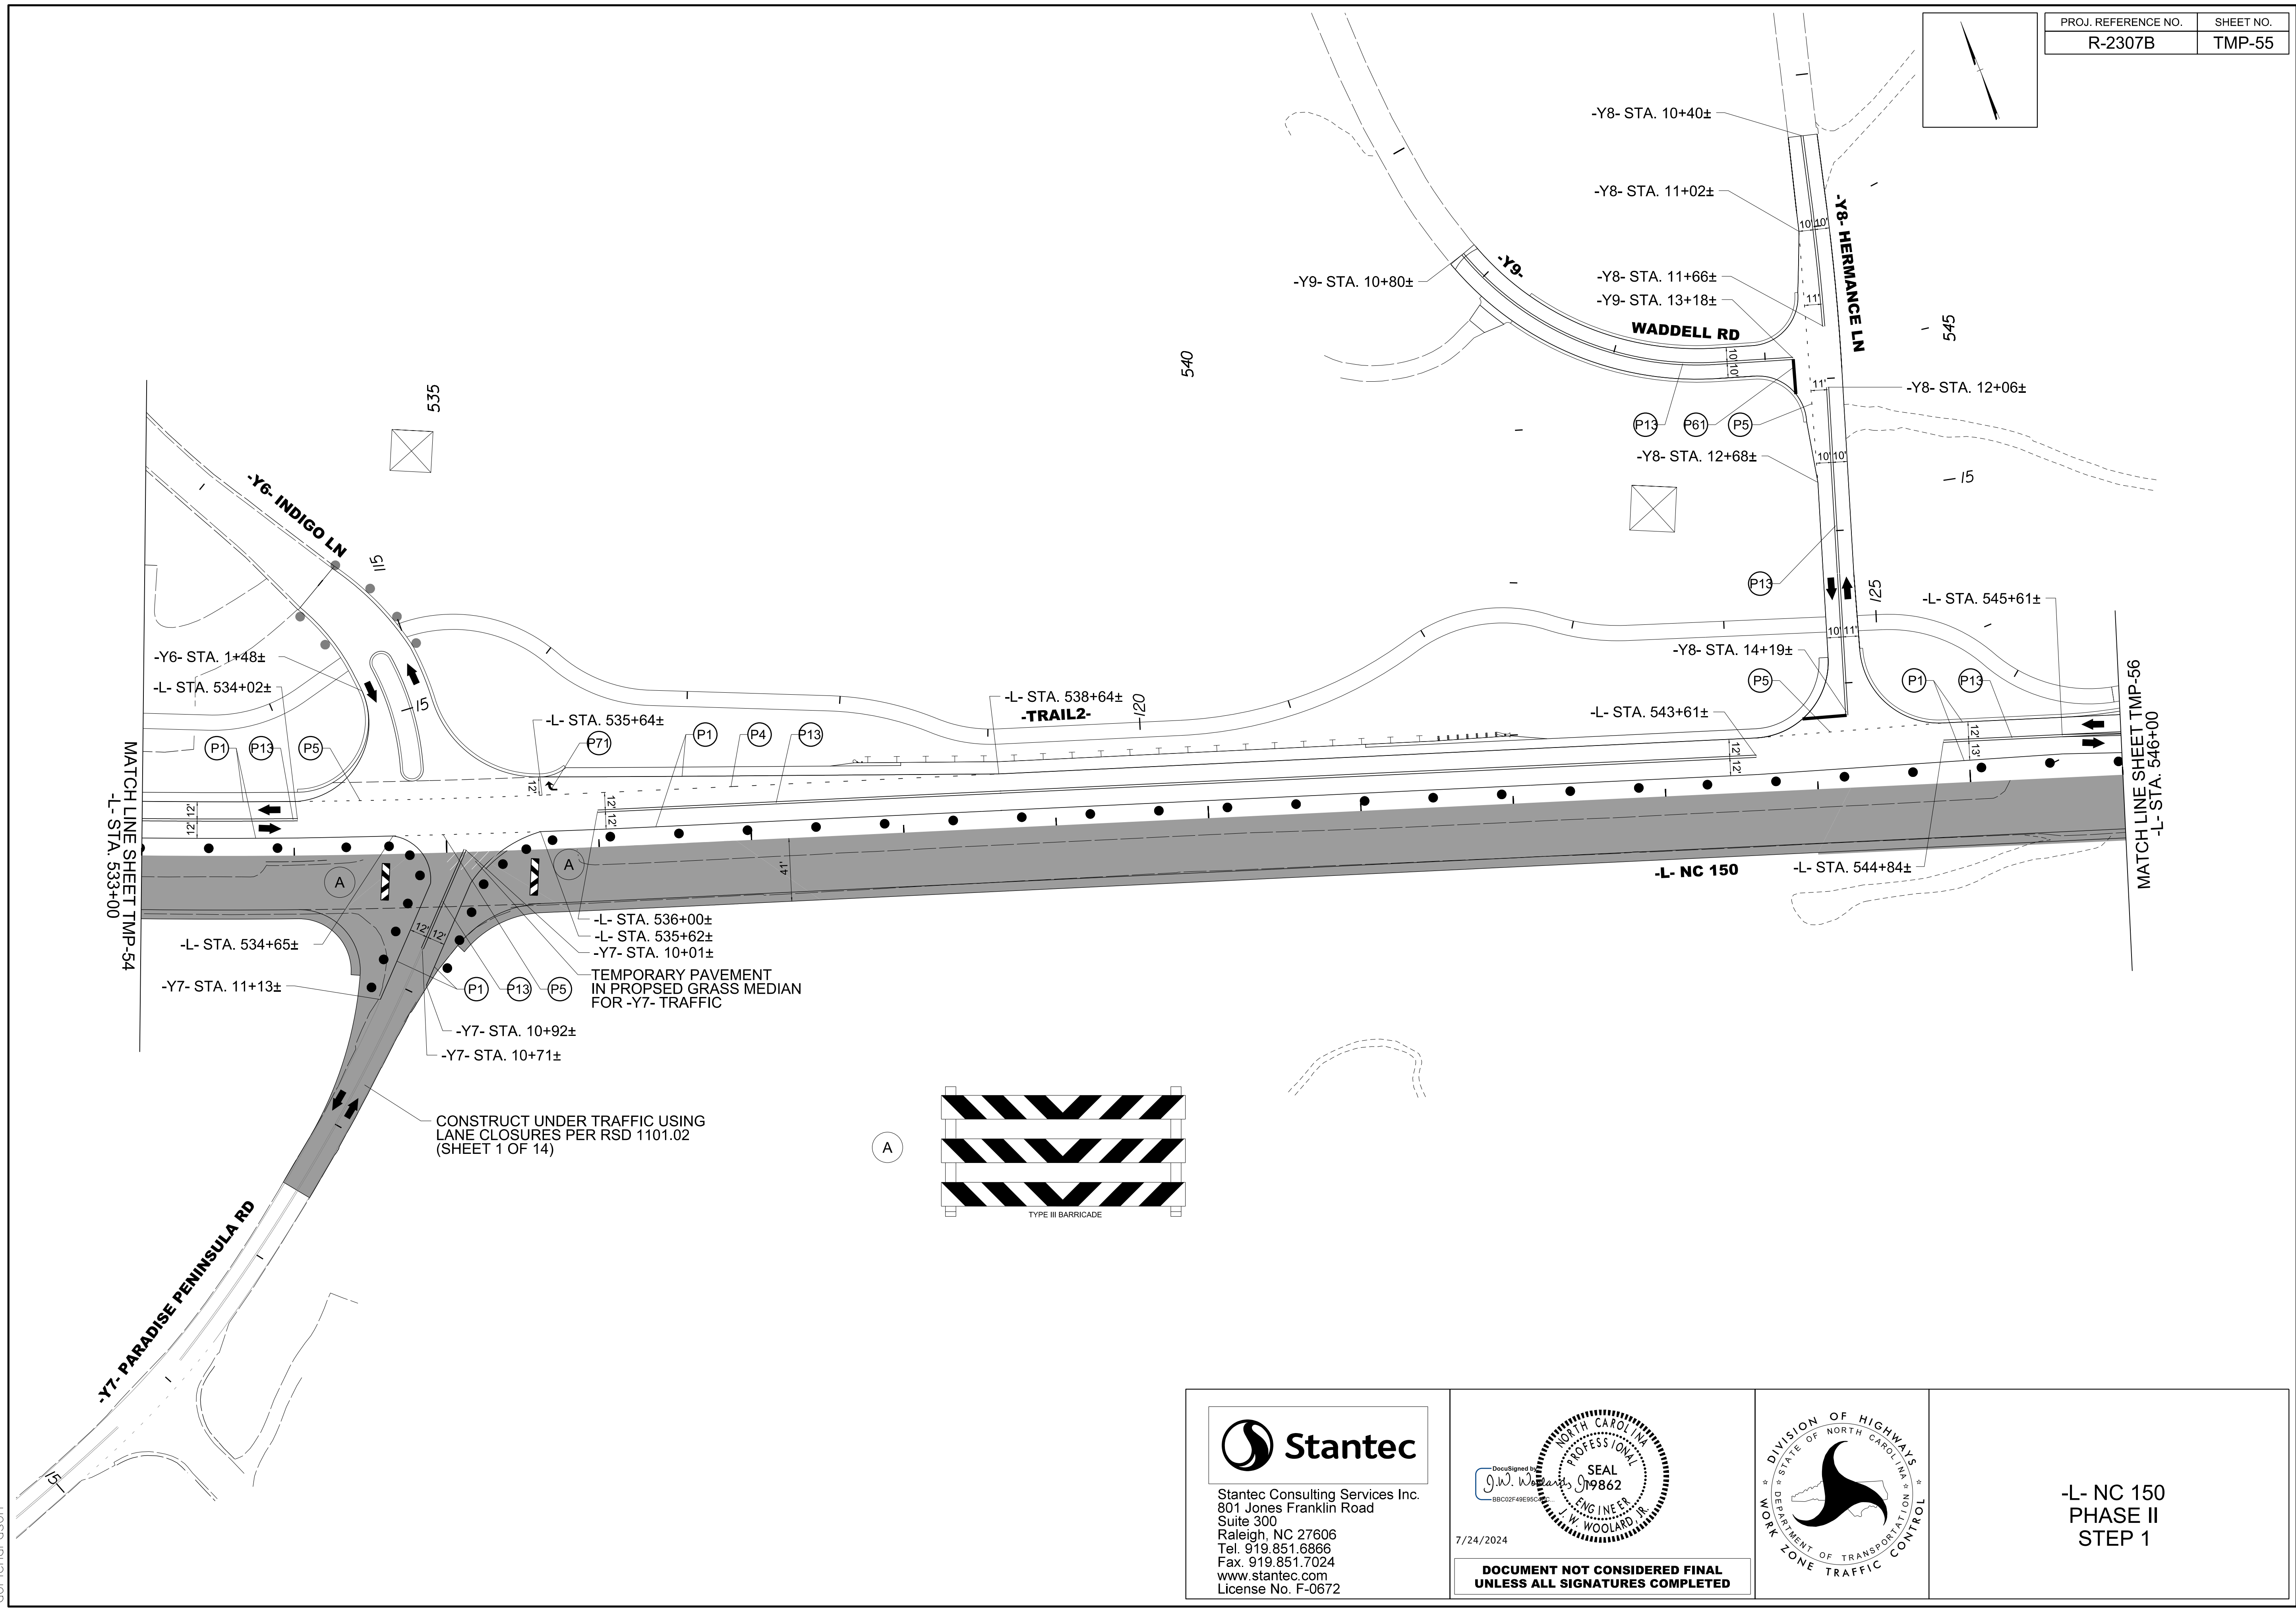 PROJ. REFERENCE NO.
SHEET NO.
R-2307B
TMP-55
-Y8- STA. 10+40±
-Y8- STA. 11+02±
10' 10'
-Y8- HERMANCE LN
-Y9-
-Y9- STA. 10+80±
-Y8- STA. 11+66±
-Y9- STA. 13+18±
11'
WADDELL RD
10' 10'
545
540
535
11'
-Y8- STA. 12+06±
P13
P61
P5
-Y8- STA. 12+68±
10' 10'
15
-Y6- INDIGO LN
115
P13
125
-L- STA. 545+61±
10' 11'
-Y6- STA. 1+48±
-L- STA. 534+02±
15
-Y8- STA. 14+19±
P5
P1
P13
-L- STA. 538+64±
-TRAIL2-
120
-L- STA. 543+61±
-L- STA. 535+64±
P71
P1
P4
P13
P1
P13
P5
12' 12'
12'
12' 12'
12' 12'
12' 13'
MATCH LINE SHEET TMP-54
-L- STA. 533+00
MATCH LINE SHEET TMP-56
-L- STA. 546+00
A
A
41'
-L- NC 150
-L- STA. 544+84±
12' 12'
-L- STA. 534+65±
-Y7- STA. 11+13±
-L- STA. 536+00±
-L- STA. 535+62±
-Y7- STA. 10+01±
TEMPORARY PAVEMENT
IN PROPSED GRASS MEDIAN
FOR -Y7- TRAFFIC
P1
P13
P5
-Y7- STA. 10+92±
-Y7- STA. 10+71±
CONSTRUCT UNDER TRAFFIC USING
LANE CLOSURES PER RSD 1101.02
(SHEET 1 OF 14)
A
TYPE III BARRICADE
-Y7- PARADISE PENINSULA RD
15
Stantec
Stantec Consulting Services Inc.
801 Jones Franklin Road
Suite 300
Raleigh, NC 27606
Tel. 919.851.6866
Fax. 919.851.7024
www.stantec.com
License No. F-0672
DocuSigned by
J.W. Woolard, Jr.
NORTH CAROLINA
PROFESSIONAL
SEAL
19862
ENGINEER
J. W. WOOLARD, JR.
7/24/2024
DOCUMENT NOT CONSIDERED FINAL
UNLESS ALL SIGNATURES COMPLETED
DIVISION OF HIGHWAYS
STATE OF NORTH CAROLINA
DEPARTMENT OF TRANSPORTATION
WORK ZONE TRAFFIC CONTROL
-L- NC 150
PHASE II
STEP 1